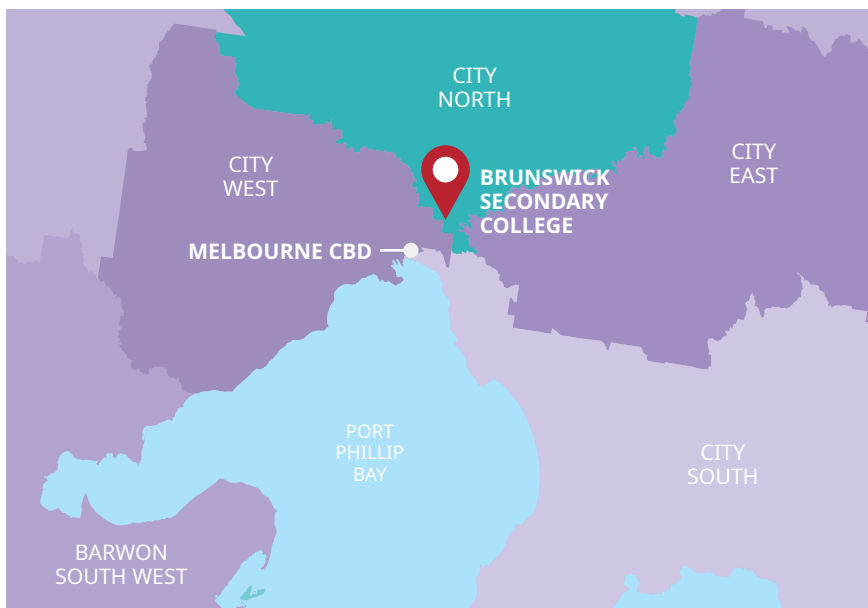 CITY
NORTH
CITY
WEST
CITY
EAST
BRUNSWICK
SECONDARY
COLLEGE
MELBOURNE CBD
PORT
PHILLIP
BAY
CITY
SOUTH
BARWON
SOUTH WEST